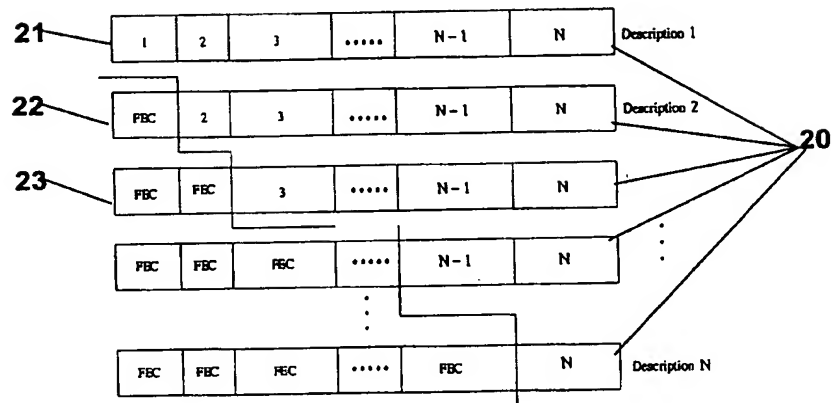 21 1 2 3 ..... N-1 N Description 1
22 FEC 2 3 ..... N-1 N Description 2
20
23 FEC FEC 3 ..... N-1 N
FEC FEC FEC ..... N-1 N
FEC FEC FEC ..... FEC N Description N